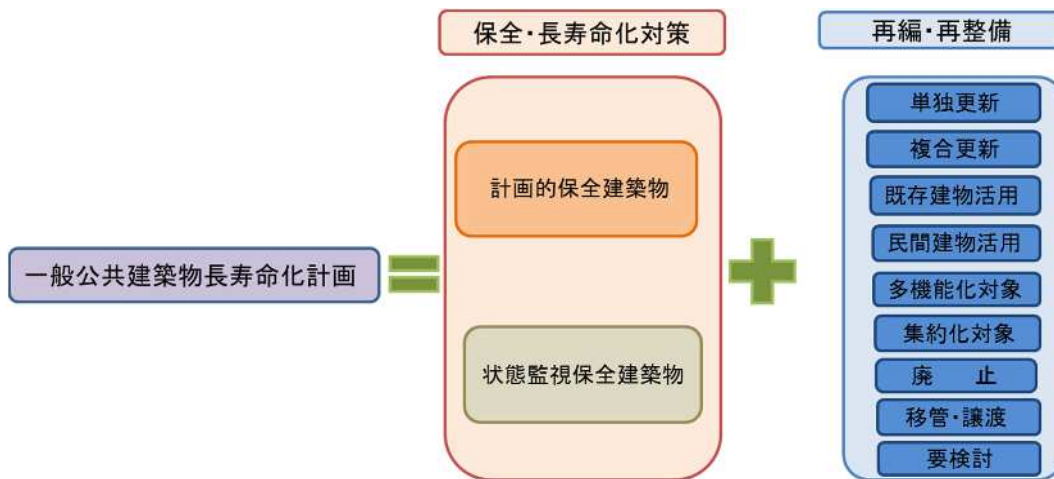 保全・長寿命化対策
再編・再整備
一般公共建築物長寿命化計画
計画的保全建築物
状態監視保全建築物
単独更新
複合更新
既存建物活用
民間建物活用
多機能化対象
集約化対象
廃　　止
移管・譲渡
要検討